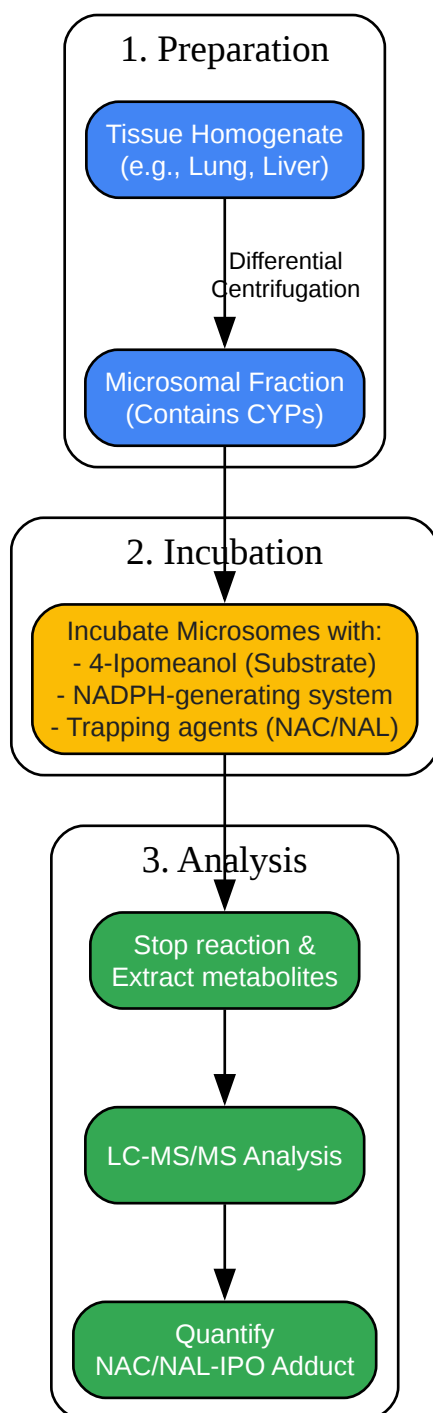 1. Preparation
Tissue Homogenate
(e.g., Lung, Liver)
Differential
Centrifugation
Microsomal Fraction
(Contains CYPs)
2. Incubation
Incubate Microsomes with:
- 4-Ipomeanol (Substrate)
- NADPH-generating system
- Trapping agents (NAC/NAL)
3. Analysis
Stop reaction &
Extract metabolites
LC-MS/MS Analysis
Quantify
NAC/NAL-IPO Adduct